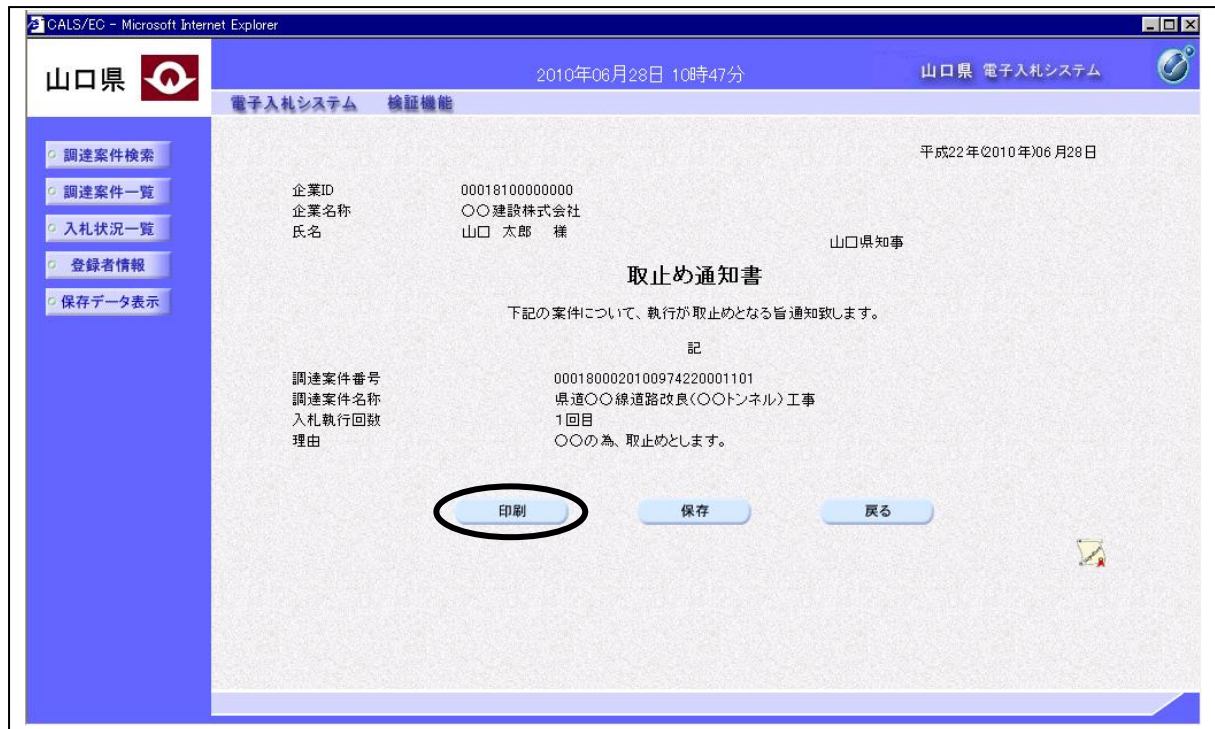 CALS/EC - Microsoft Internet Explorer
山口県
2010年06月28日 10時47分
山口県 電子入札システム
電子入札システム 検証機能
調達案件検索
調達案件一覧
入札状況一覧
登録者情報
保存データ表示
平成22年(2010年)06月28日
企業ID 00018100000000
企業名称 〇〇建設株式会社
氏名 山口 太郎 様
山口県知事
取止め通知書
下記の案件について、執行が取止めとなる旨通知致します。
記
調達案件番号 0001800020100974220001101
調達案件名称 県道〇〇線道路改良(〇〇トンネル)工事
入札執行回数 1回目
理由 〇〇の為、取止めとします。
印刷 保存 戻る